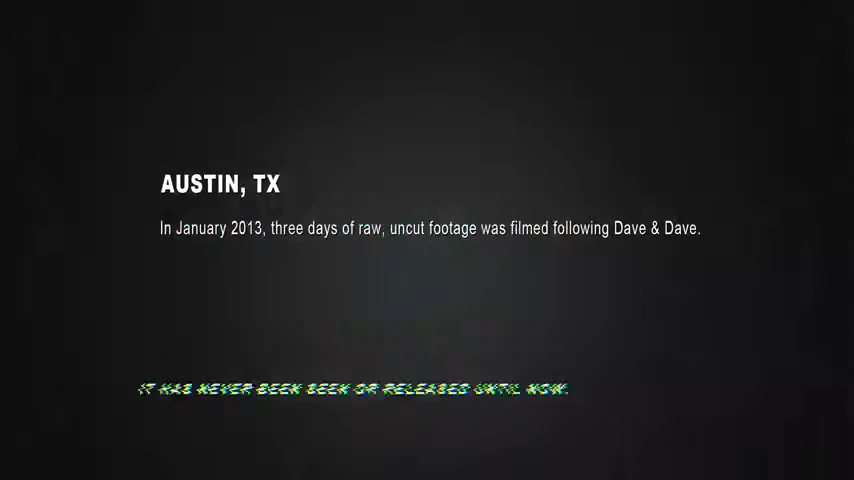 AUSTIN, TX
In January 2013, three days of raw, uncut footage was filmed following Dave & Dave.
IT HAS NEVER BEEN SEEN OR RELEASED UNTIL NOW.